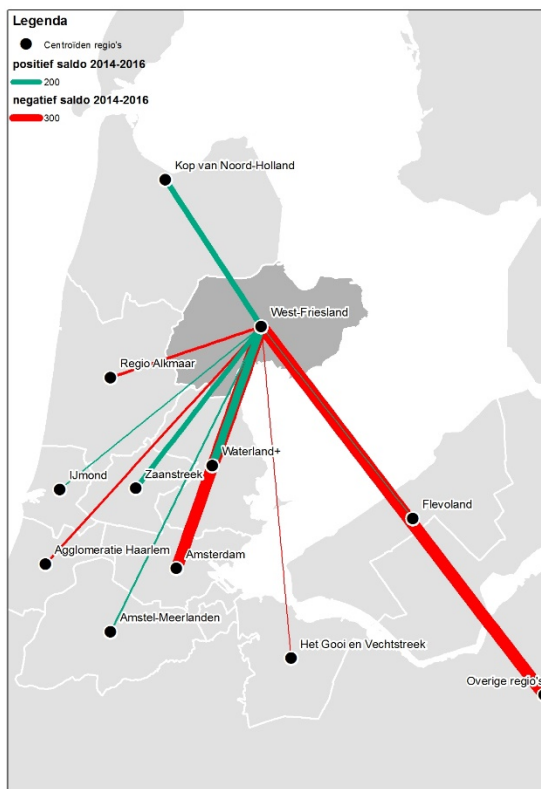 Legenda
Centroïden regio's
positief saldo 2014-2016
200
negatief saldo 2014-2016
300
Kop van Noord-Holland
West-Friesland
Regio Alkmaar
Waterland+
IJmond
Zaanstreek
Flevoland
Agglomeratie Haarlem
Amsterdam
Amstel-Meerlanden
Het Gooi en Vechtstreek
Overige regio's